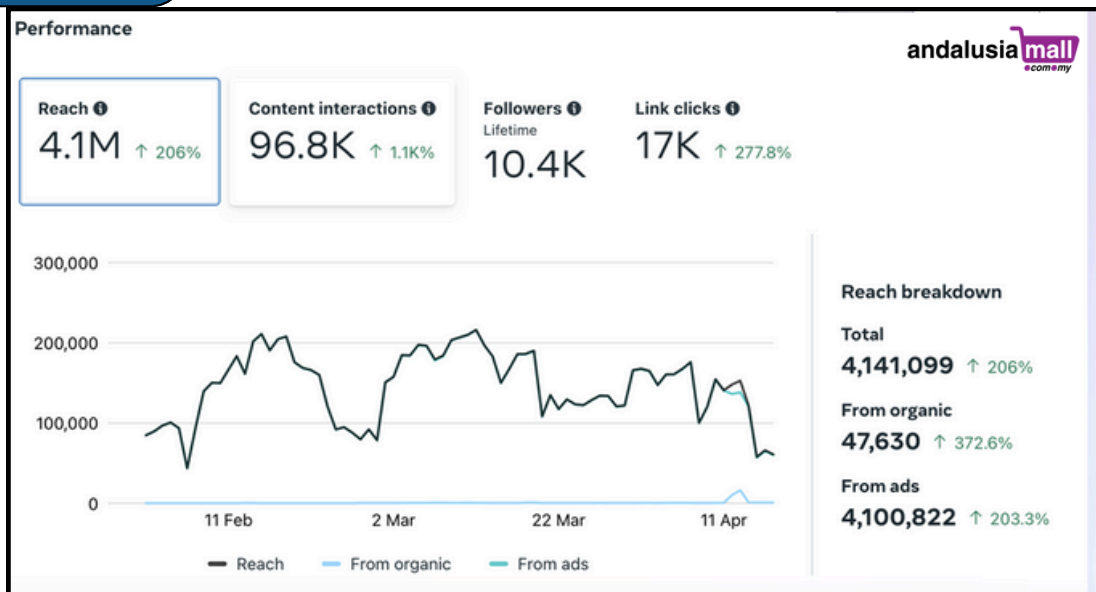 Performance
andalusia mall
●com●my
Reach
4.1M ↑ 206%
Content interactions
96.8K ↑ 1.1K%
Followers
Lifetime
10.4K
Link clicks
17K ↑ 277.8%
300,000
200,000
100,000
0
11 Feb
2 Mar
22 Mar
11 Apr
Reach
From organic
From ads
Reach breakdown
Total
4,141,099 ↑ 206%
From organic
47,630 ↑ 372.6%
From ads
4,100,822 ↑ 203.3%